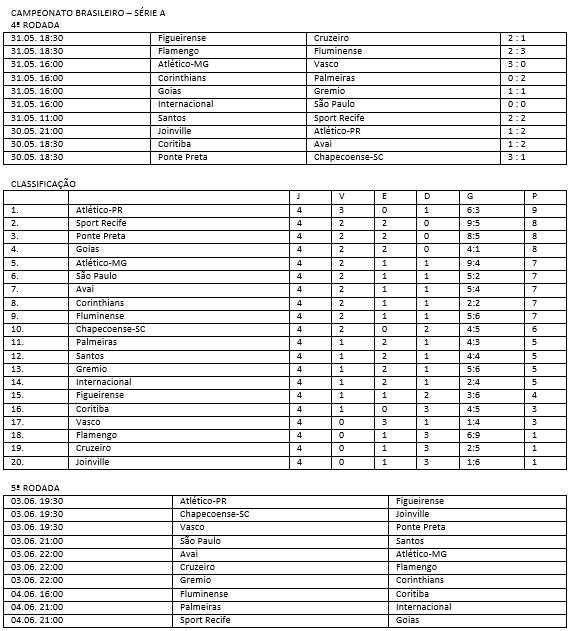 CAMPEONATO BRASILEIRO – SÉRIE A
4ª RODADA
31.05. 18:30 Figueirense Cruzeiro 2 : 1
31.05. 18:30 Flamengo Fluminense 2 : 3
31.05. 16:00 Atlético-MG Vasco 3 : 0
31.05. 16:00 Corinthians Palmeiras 0 : 2
31.05. 16:00 Goias Gremio 1 : 1
31.05. 16:00 Internacional São Paulo 0 : 0
31.05. 11:00 Santos Sport Recife 2 : 2
30.05. 21:00 Joinville Atlético-PR 1 : 2
30.05. 18:30 Coritiba Avai 1 : 2
30.05. 18:30 Ponte Preta Chapecoense-SC 3 : 1
CLASSIFICAÇÃO
J V E D G P
1. Atlético-PR 4 3 0 1 6:3 9
2. Sport Recife 4 2 2 0 9:5 8
3. Ponte Preta 4 2 2 0 8:5 8
4. Goias 4 2 2 0 4:1 8
5. Atlético-MG 4 2 1 1 9:4 7
6. São Paulo 4 2 1 1 5:2 7
7. Avai 4 2 1 1 5:4 7
8. Corinthians 4 2 1 1 2:2 7
9. Fluminense 4 2 1 1 5:6 7
10. Chapecoense-SC 4 2 0 2 4:5 6
11. Palmeiras 4 1 2 1 4:3 5
12. Santos 4 1 2 1 4:4 5
13. Gremio 4 1 2 1 5:6 5
14. Internacional 4 1 2 1 2:4 5
15. Figueirense 4 1 1 2 3:6 4
16. Coritiba 4 1 0 3 4:5 3
17. Vasco 4 0 3 1 1:4 3
18. Flamengo 4 0 1 3 6:9 1
19. Cruzeiro 4 0 1 3 2:5 1
20. Joinville 4 0 1 3 1:6 1
5ª RODADA
03.06. 19:30 Atlético-PR Figueirense
03.06. 19:30 Chapecoense-SC Joinville
03.06. 19:30 Vasco Ponte Preta
03.06. 21:00 São Paulo Santos
03.06. 22:00 Avai Atlético-MG
03.06. 22:00 Cruzeiro Flamengo
03.06. 22:00 Gremio Corinthians
04.06. 16:00 Fluminense Coritiba
04.06. 21:00 Palmeiras Internacional
04.06. 21:00 Sport Recife Goias